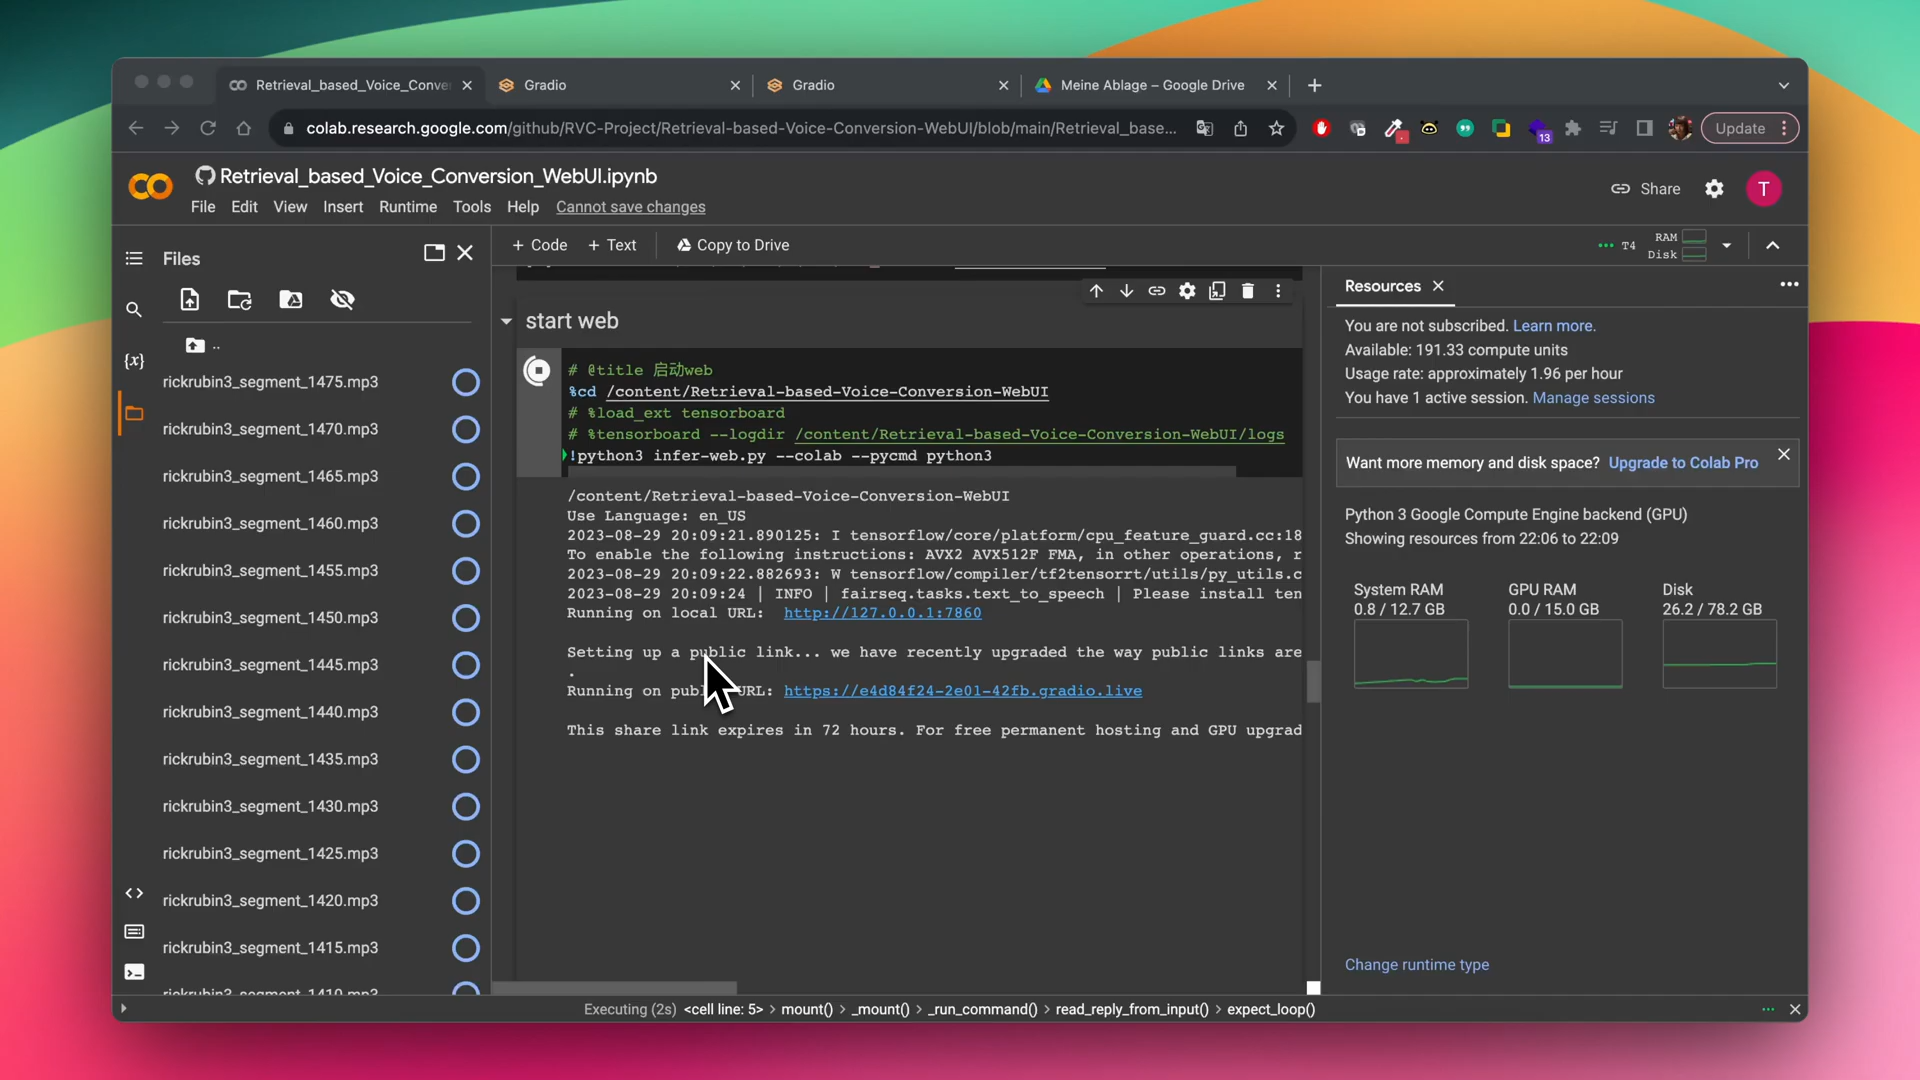 Retrieval_based_Voice_Conve
Gradio
Gradio
Meine Ablage – Google Drive
colab.research.google.com/github/RVC-Project/Retrieval-based-Voice-Conversion-WebUI/blob/main/Retrieval_base...
13
Update
Retrieval_based_Voice_Conversion_WebUI.ipynb
File Edit View Insert Runtime Tools Help Cannot save changes
Share
T
Files
+ Code + Text Copy to Drive
T4 RAM
Disk
..
rickrubin3_segment_1475.mp3
rickrubin3_segment_1470.mp3
rickrubin3_segment_1465.mp3
rickrubin3_segment_1460.mp3
rickrubin3_segment_1455.mp3
rickrubin3_segment_1450.mp3
rickrubin3_segment_1445.mp3
rickrubin3_segment_1440.mp3
rickrubin3_segment_1435.mp3
rickrubin3_segment_1430.mp3
rickrubin3_segment_1425.mp3
rickrubin3_segment_1420.mp3
rickrubin3_segment_1415.mp3
rickrubin3_segment_1410.mp3
start web
# @title 启动web
%cd /content/Retrieval-based-Voice-Conversion-WebUI
# %load_ext tensorboard
# %tensorboard --logdir /content/Retrieval-based-Voice-Conversion-WebUI/logs
!python3 infer-web.py --colab --pycmd python3
/content/Retrieval-based-Voice-Conversion-WebUI
Use Language: en_US
2023-08-29 20:09:21.890125: I tensorflow/core/platform/cpu_feature_guard.cc:18
To enable the following instructions: AVX2 AVX512F FMA, in other operations, r
2023-08-29 20:09:22.882693: W tensorflow/compiler/tf2tensorrt/utils/py_utils.c
2023-08-29 20:09:24 | INFO | fairseq.tasks.text_to_speech | Please install ten
Running on local URL: http://127.0.0.1:7860
Setting up a public link... we have recently upgraded the way public links are
.
Running on publ URL: https://e4d84f24-2e01-42fb.gradio.live
This share link expires in 72 hours. For free permanent hosting and GPU upgrad
Resources
You are not subscribed. Learn more.
Available: 191.33 compute units
Usage rate: approximately 1.96 per hour
You have 1 active session. Manage sessions
Want more memory and disk space? Upgrade to Colab Pro
Python 3 Google Compute Engine backend (GPU)
Showing resources from 22:06 to 22:09
System RAM
0.8 / 12.7 GB
GPU RAM
0.0 / 15.0 GB
Disk
26.2 / 78.2 GB
Change runtime type
Executing (2s) <cell line: 5> > mount() > _mount() > _run_command() > read_reply_from_input() > expect_loop()